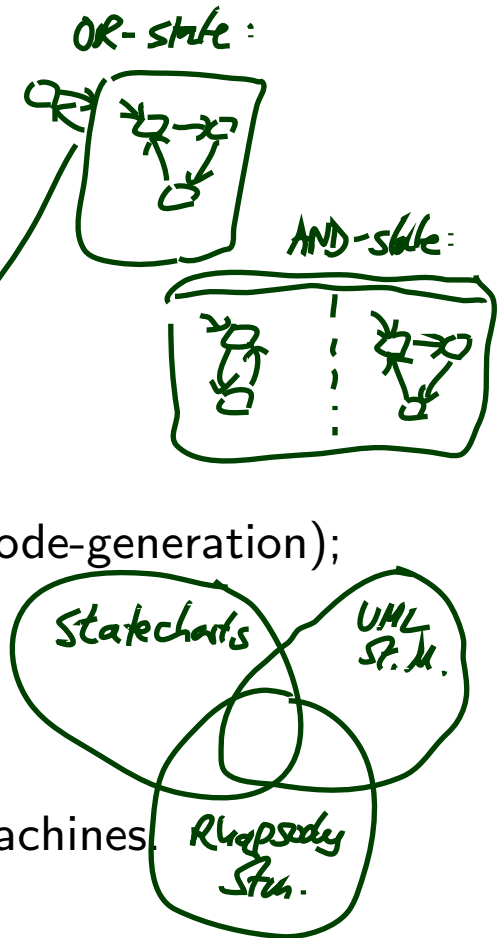 OR-state:
AND-state:
ode-generation);
Statecharts
UML
St. M.
achines.
Rhapsody
Stm.